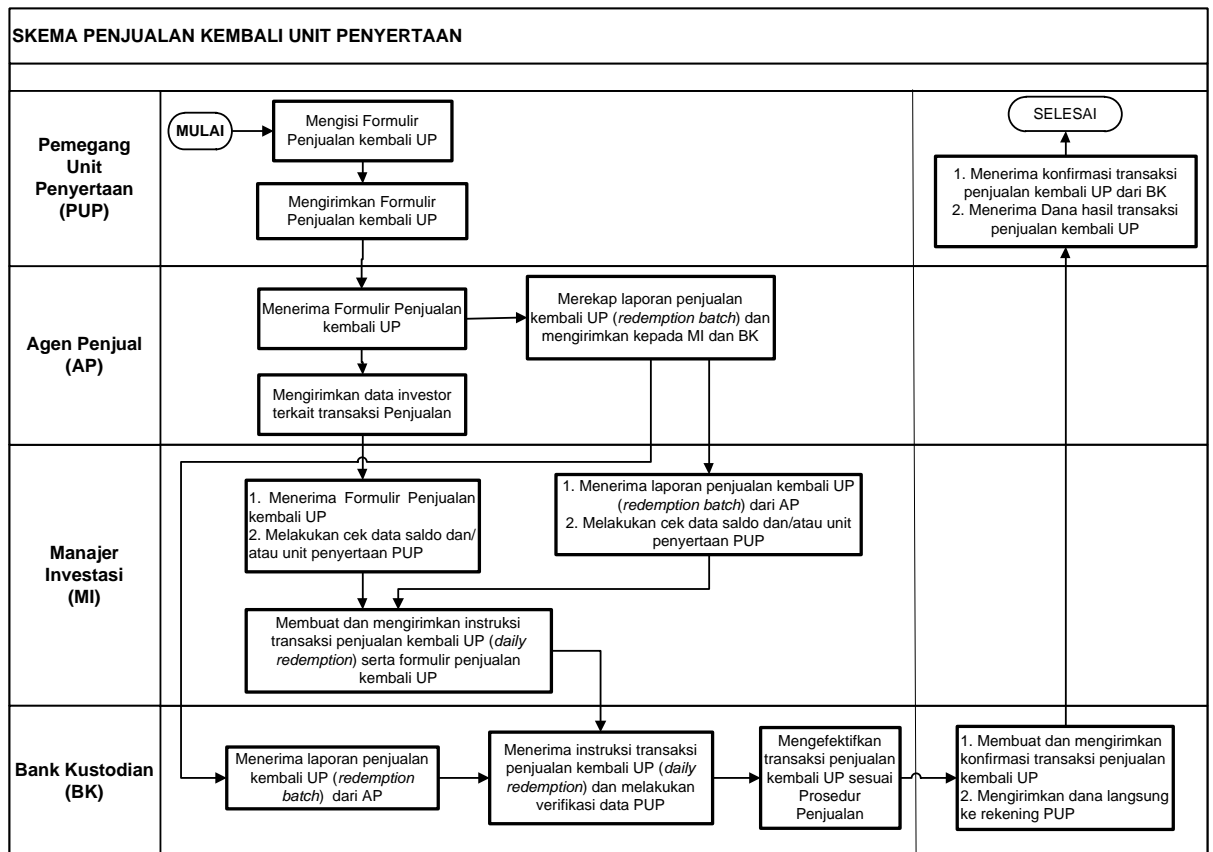 SKEMA PENJUALAN KEMBALI UNIT PENYERTAAN
Pemegang
Unit
Penyertaan
(PUP)
MULAI
Mengisi Formulir
Penjualan kembali UP
Mengirimkan Formulir
Penjualan kembali UP
SELESAI
1. Menerima konfirmasi transaksi
penjualan kembali UP dari BK
2. Menerima Dana hasil transaksi
penjualan kembali UP
Agen Penjual
(AP)
Menerima Formulir Penjualan
kembali UP
Merekap laporan penjualan
kembali UP (redemption batch) dan
mengirimkan kepada MI dan BK
Mengirimkan data investor
terkait transaksi Penjualan
Manajer
Investasi
(MI)
1. Menerima Formulir Penjualan
kembali UP
2. Melakukan cek data saldo dan/
atau unit penyertaan PUP
1. Menerima laporan penjualan kembali UP
(redemption batch) dari AP
2. Melakukan cek data saldo dan/atau unit
penyertaan PUP
Membuat dan mengirimkan instruksi
transaksi penjualan kembali UP (daily
redemption) serta formulir penjualan
kembali UP
Bank Kustodian
(BK)
Menerima laporan penjualan
kembali UP (redemption
batch) dari AP
Menerima instruksi transaksi
penjualan kembali UP (daily
redemption) dan melakukan
verifikasi data PUP
Mengefektifkan
transaksi penjualan
kembali UP sesuai
Prosedur
Penjualan
1. Membuat dan mengirimkan
konfirmasi transaksi penjualan
kembali UP
2. Mengirimkan dana langsung
ke rekening PUP